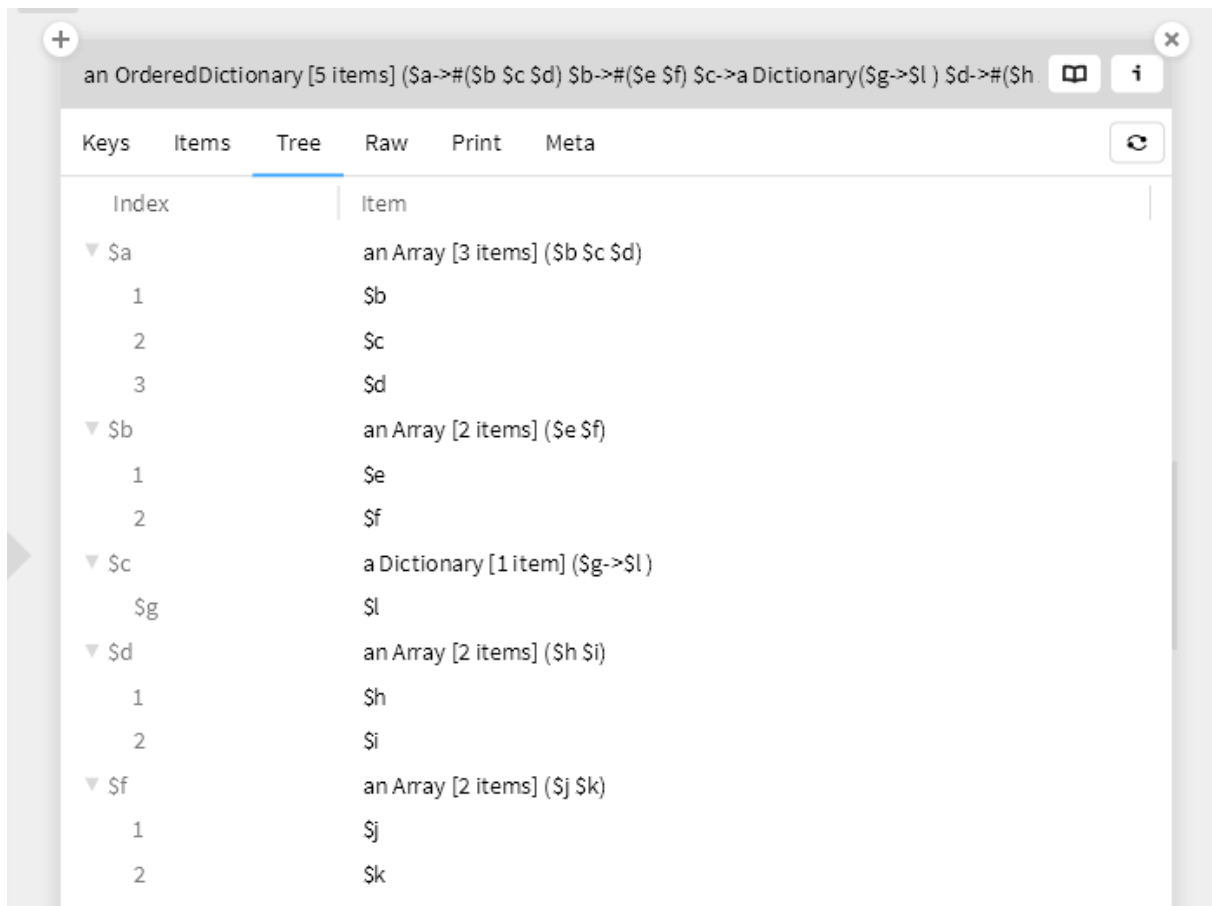 an OrderedDictionary [5 items] ($a->#($b $c $d) $b->#($e $f) $c->a Dictionary($g->$l ) $d->#($h
Keys Items Tree Raw Print Meta
Index Item
$a an Array [3 items] ($b $c $d)
1 $b
2 $c
3 $d
$b an Array [2 items] ($e $f)
1 $e
2 $f
$c a Dictionary [1 item] ($g->$l )
$g $l
$d an Array [2 items] ($h $i)
1 $h
2 $i
$f an Array [2 items] ($j $k)
1 $j
2 $k